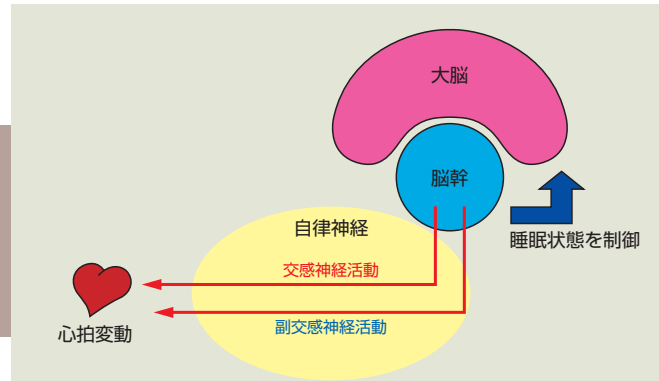 大脳
脳幹
睡眠状態を制御
自律神経
交感神経活動
副交感神経活動
心拍変動